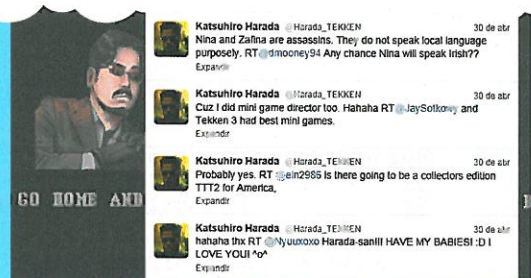 Katsuhiro Harada @Harada_TEKKEN 30 de abr
Nina and Zafina are assassins. They do not speak local language
purposely. RT @dmooney94 Any chance Nina will speak Irish??
Expandir
Katsuhiro Harada @Harada_TEKKEN 30 de abr
Cuz I did mini game director too. Hahaha RT @JaySotkowy and
Tekken 3 had best mini games.
Expandir
Katsuhiro Harada @Harada_TEKKEN 30 de abr
Probably yes. RT @ein2986 Is there going to be a collectors edition
TTT2 for America,
Expandir
GO HOME AND
Katsuhiro Harada @Harada_TEKKEN 30 de abr
hahaha thx RT @Nyuuxoxo Harada-san!!! HAVE MY BABIES! :D I
LOVE YOU! ^o^
Expandir